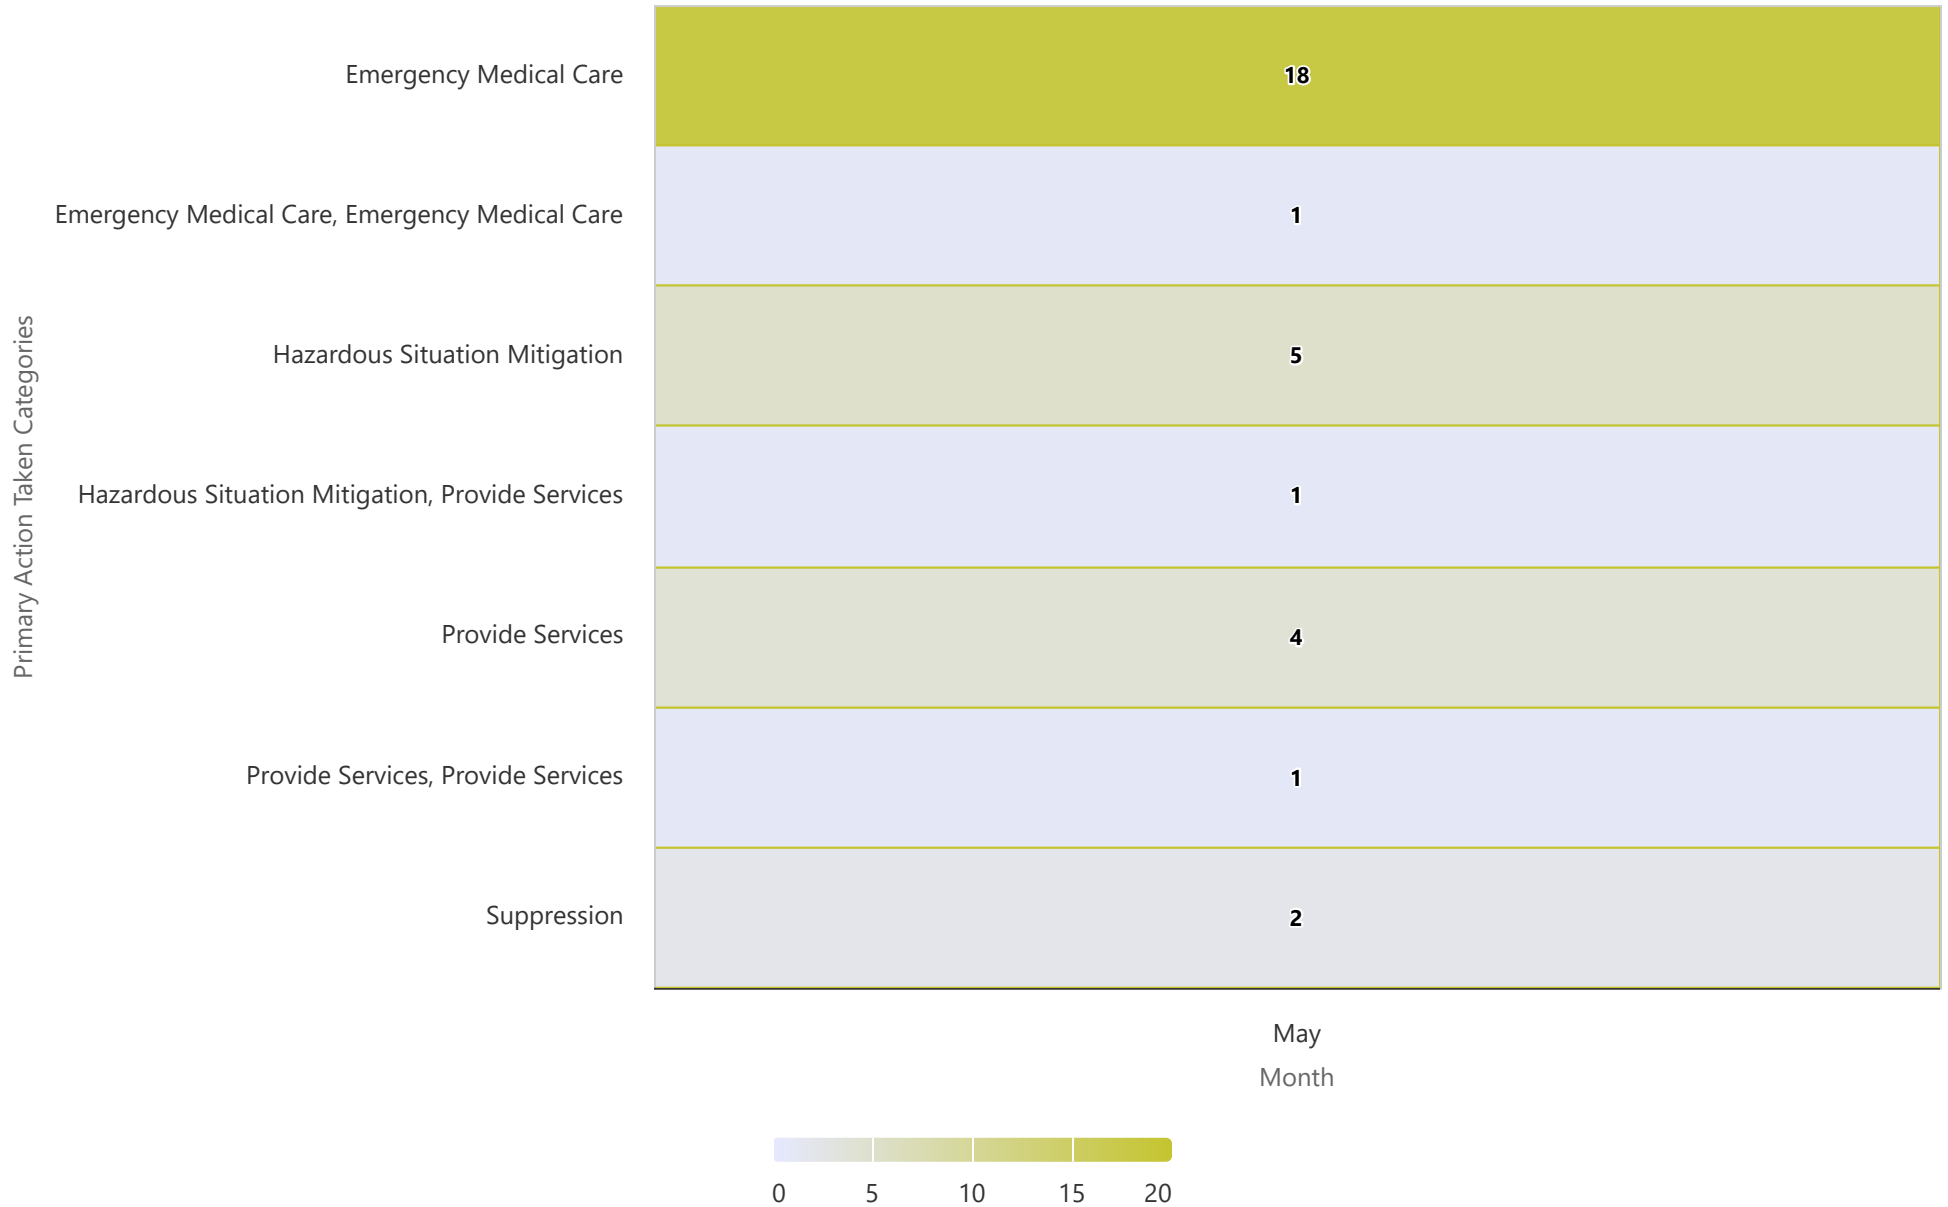 Primary Action Taken Categories
Emergency Medical Care
18
Emergency Medical Care, Emergency Medical Care
1
Hazardous Situation Mitigation
5
Hazardous Situation Mitigation, Provide Services
1
Provide Services
4
Provide Services, Provide Services
1
Suppression
2
May
Month
0 5 10 15 20